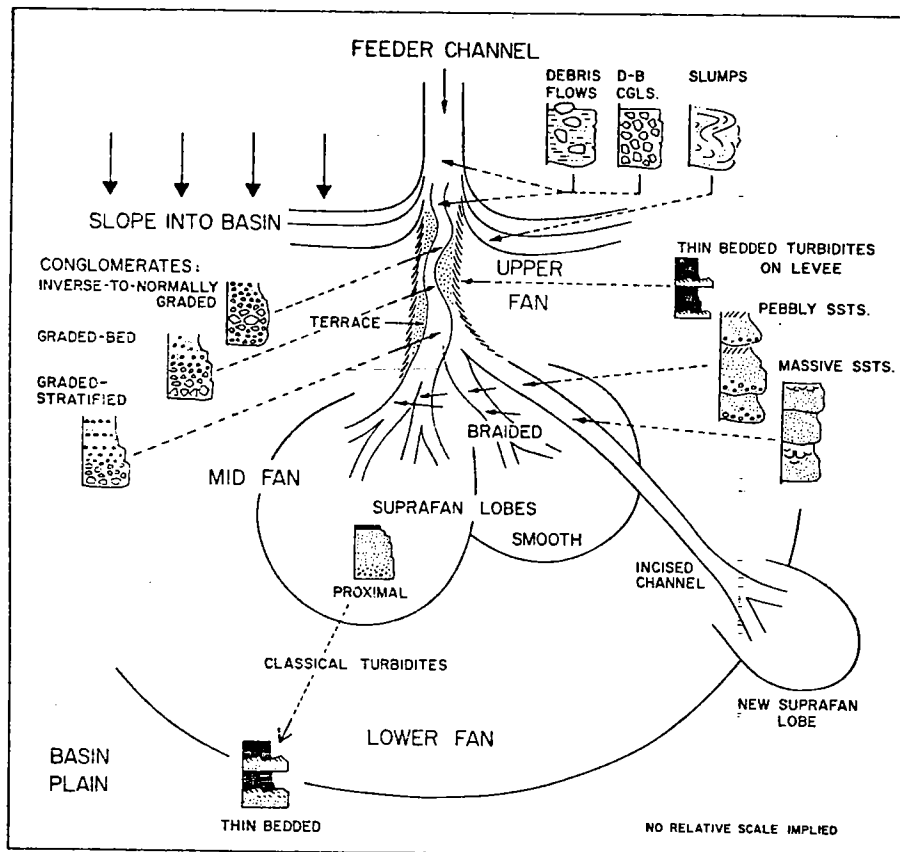 FEEDER CHANNEL
DEBRIS
FLOWS
D-B
CGLS.
SLUMPS
SLOPE INTO BASIN
CONGLOMERATES:
INVERSE-TO-NORMALLY
GRADED
GRADED-BED
GRADED-
STRATIFIED
TERRACE
UPPER
FAN
THIN BEDDED TURBIDITES
ON LEVEE
PEBBLY SSTS.
MASSIVE SSTS.
BRAIDED
MID FAN
SUPRAFAN LOBES
SMOOTH
PROXIMAL
INCISED
CHANNEL
CLASSICAL TURBIDITES
NEW SUPRAFAN
LOBE
LOWER FAN
BASIN
PLAIN
THIN BEDDED
NO RELATIVE SCALE IMPLIED